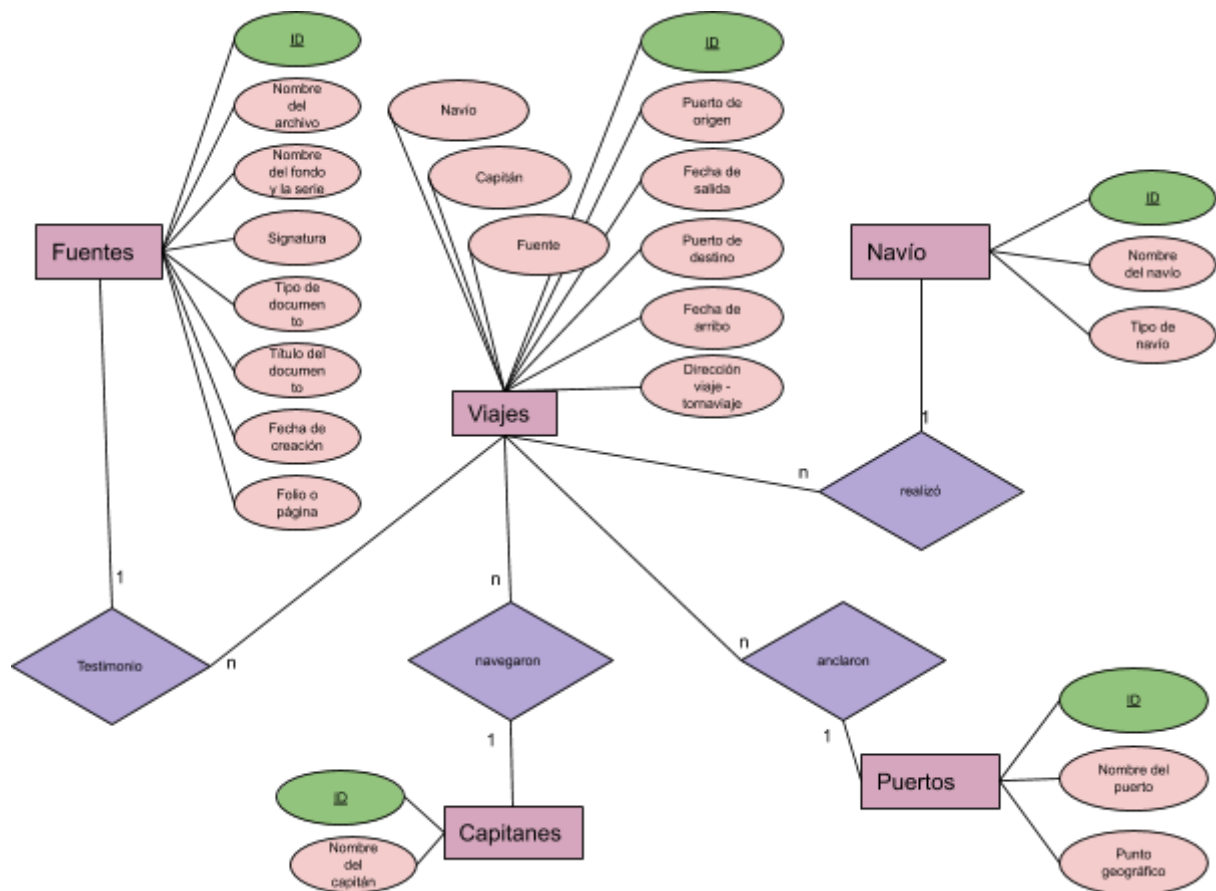 ID
Nombre
del
archivo
Nombre
del fondo
y la serie
Signatura
Tipo de
documen
to
Título del
documen
to
Fecha de
creación
Folio o
página
Fuentes
1
Testimonio
n
Navío
Capitán
Fuente
ID
Puerto de
origen
Fecha de
salida
Puerto de
destino
Fecha de
arribo
Dirección
viaje -
tornaviaje
Viajes
n
navegaron
1
ID
Nombre
del
capitán
Capitanes
ID
Nombre
del navío
Tipo de
navío
Navío
1
n
realizó
n
anclaron
1
Puertos
ID
Nombre del
puerto
Punto
geográfico